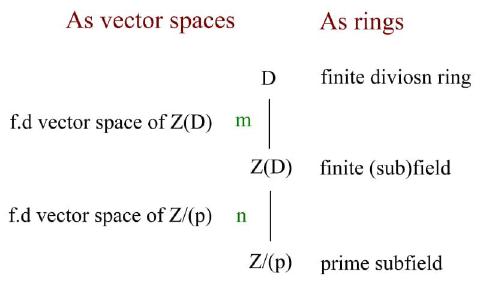 As vector spaces As rings
D finite diviosn ring
f.d vector space of Z(D) m
Z(D) finite (sub)field
f.d vector space of Z/(p) n
Z/(p) prime subfield